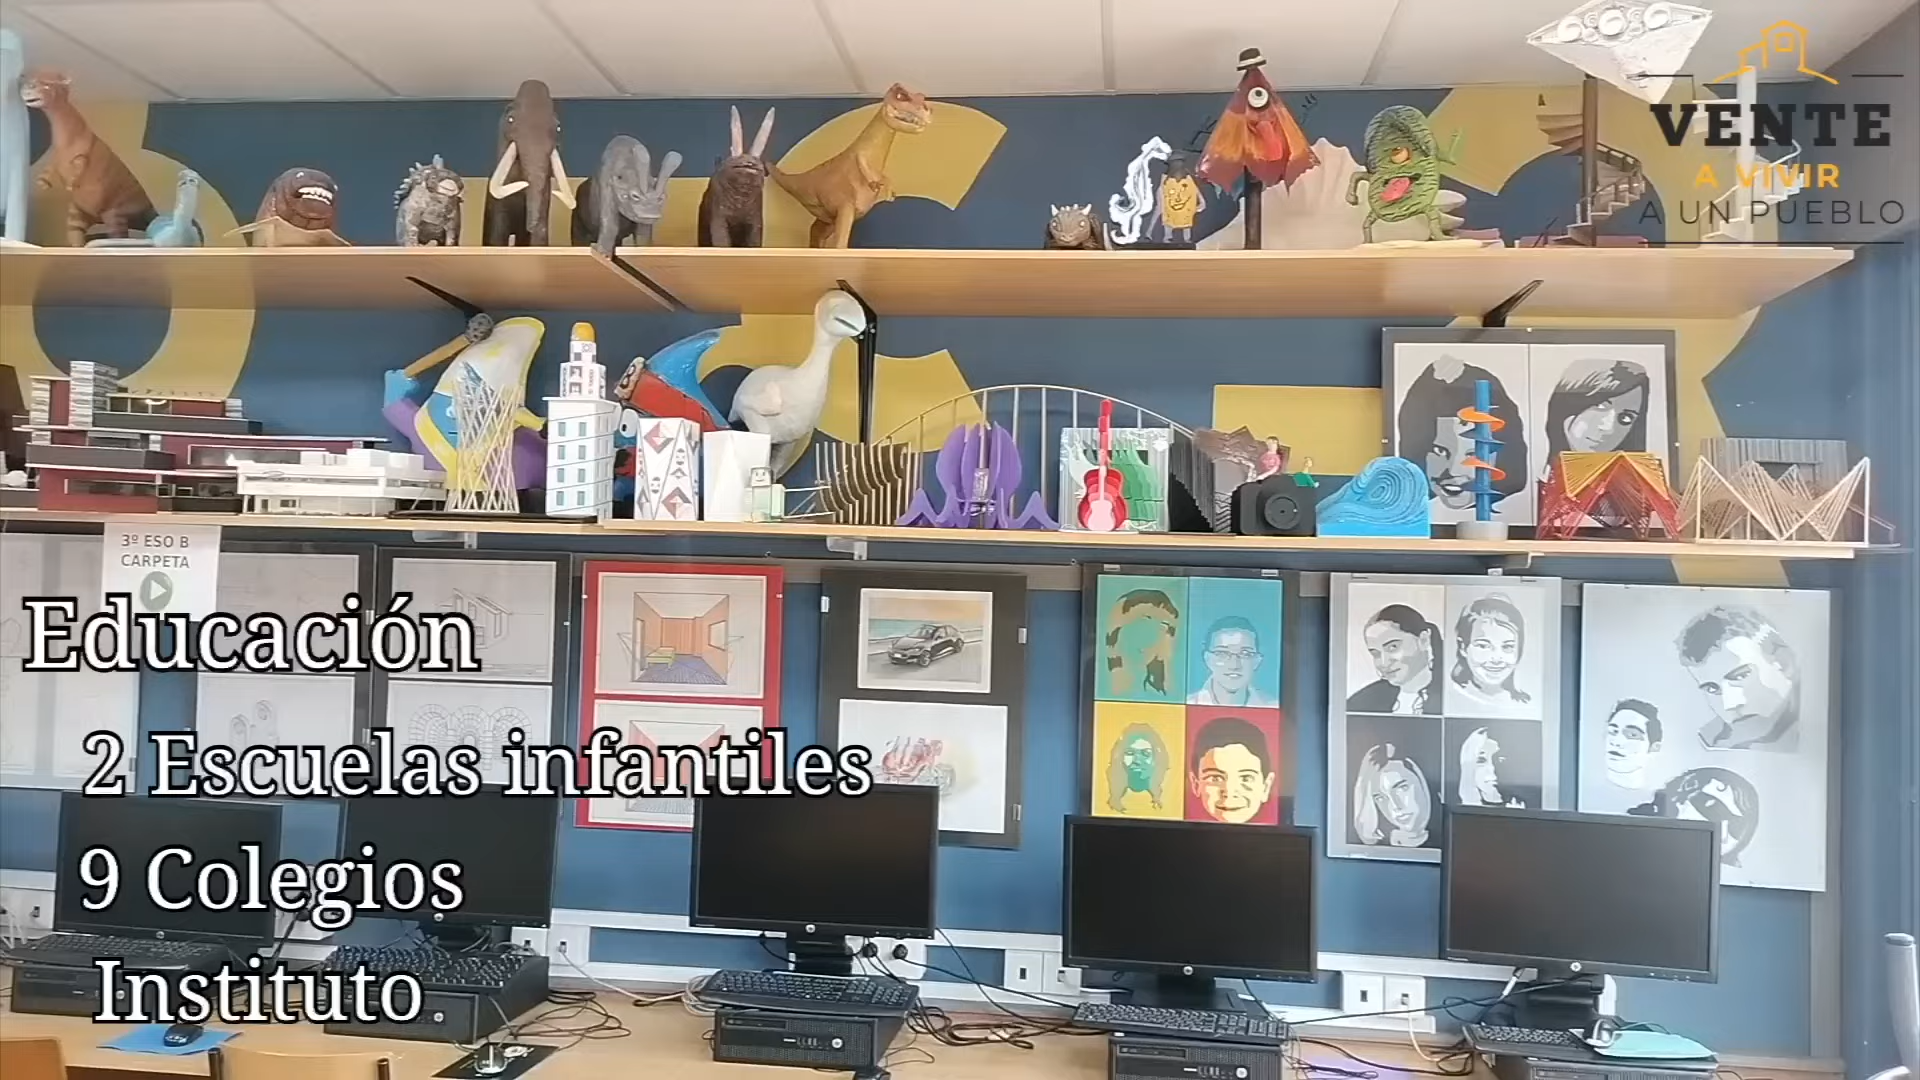 VENTE
A VIVIR
A UN PUEBLO
3º ESO B
CARPETA
Educación
2 Escuelas infantiles
9 Colegios
Instituto